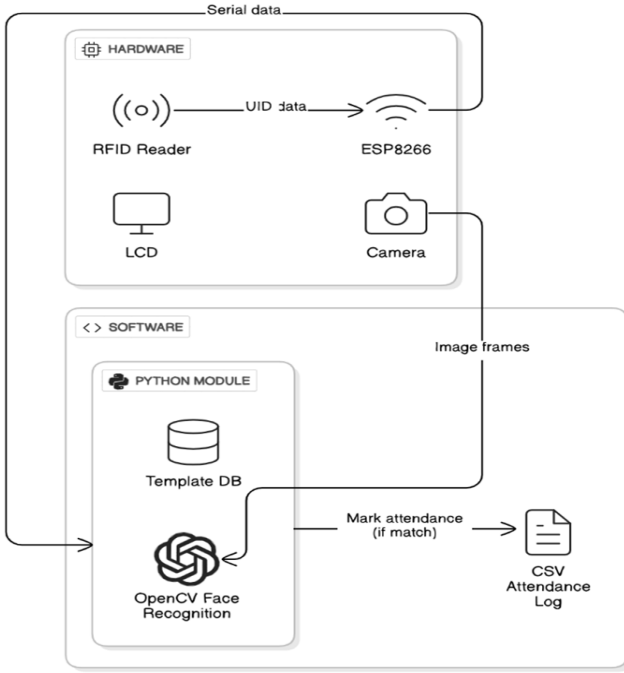 Serial data
HARDWARE
UID data
RFID Reader
ESP8266
LCD
Camera
SOFTWARE
Image frames
PYTHON MODULE
Template DB
Mark attendance
(if match)
OpenCV Face
Recognition
CSV
Attendance
Log